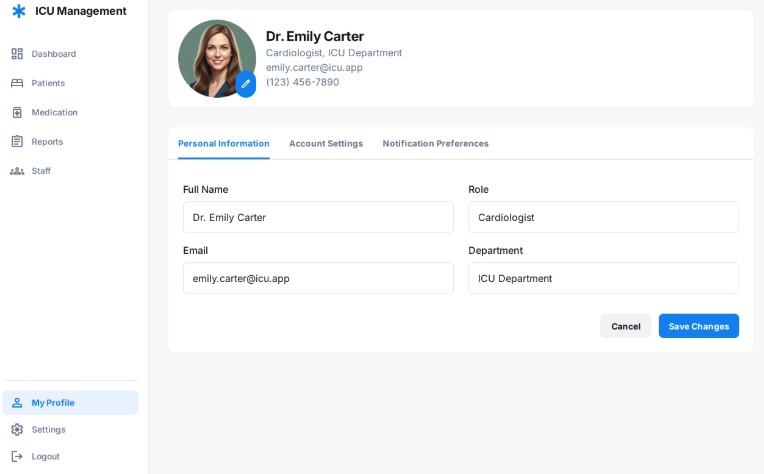 ICU Management
Dashboard
Patients
Medication
Reports
Staff
My Profile
Settings
Logout
Dr. Emily Carter
Cardiologist, ICU Department
emily.carter@icu.app
(123) 456-7890
Personal Information
Account Settings
Notification Preferences
Full Name
Dr. Emily Carter
Role
Cardiologist
Email
emily.carter@icu.app
Department
ICU Department
Cancel
Save Changes